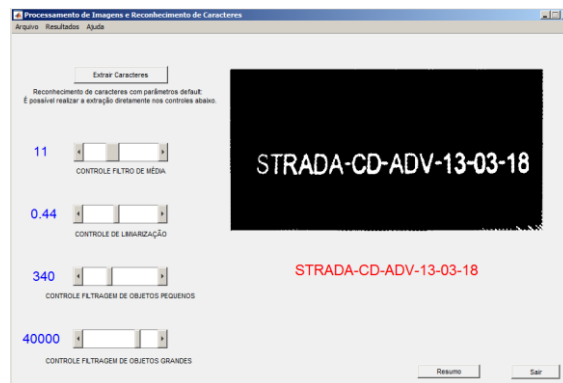 Processamento de Imagens e Reconhecimento de Caracteres
Arquivo Resultados Ajuda
Extrair Caracteres
Reconhecimento de caracteres com parâmetros default:
É possível realizar a extração diretamente nos controles abaixo.
11
CONTROLE FILTRO DE MÉDIA
0.44
CONTROLE DE LIMIARIZAÇÃO
340
CONTROLE FILTRAGEM DE OBJETOS PEQUENOS
40000
CONTROLE FILTRAGEM DE OBJETOS GRANDES
STRADA-CD-ADV-13-03-18
STRADA-CD-ADV-13-03-18
Resumo
Sair